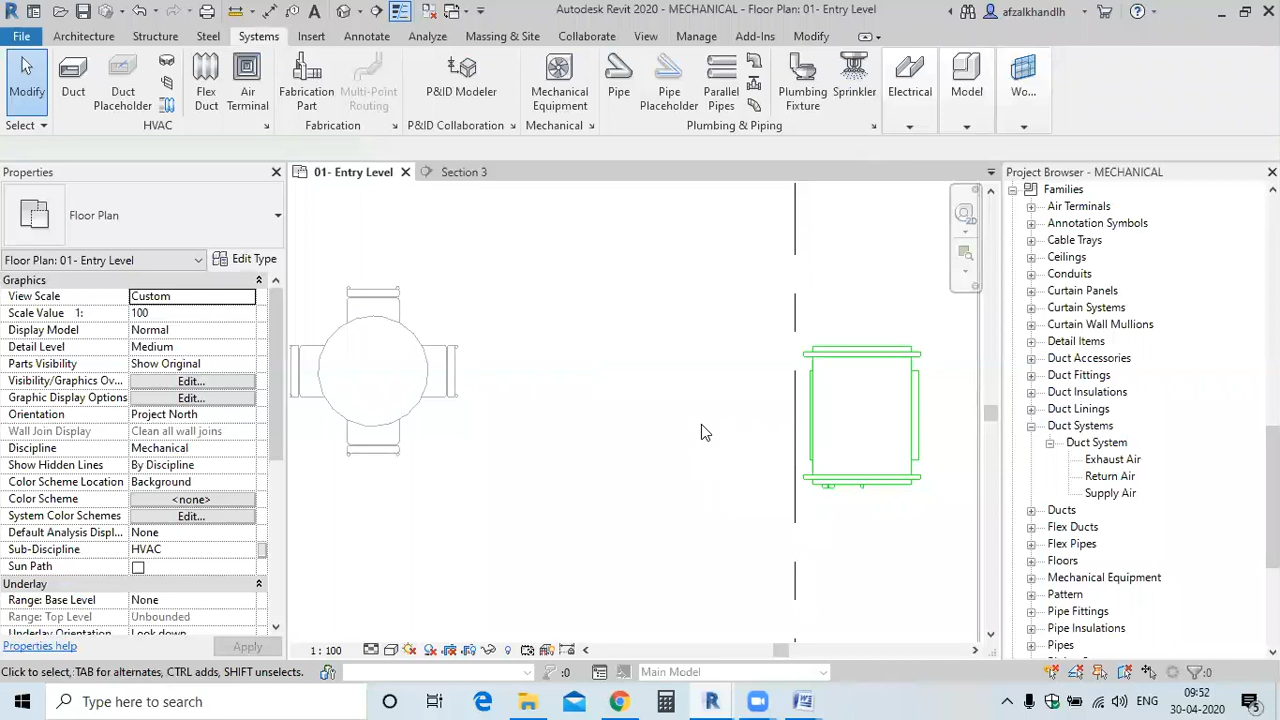 Autodesk Revit 2020 - MECHANICAL - Floor Plan: 01- Entry Level
afzalkhandlh
File Architecture Structure Steel Systems Insert Annotate Analyze Massing & Site Collaborate View Manage Add-Ins Modify
Modify
Duct
Duct Placeholder
Flex Duct
Air Terminal
Fabrication Part
Multi-Point Routing
P&ID Modeler
Mechanical Equipment
Pipe
Pipe Placeholder
Parallel Pipes
Plumbing Fixture
Sprinkler
Electrical
Model
Wo...
Select HVAC Fabrication P&ID Collaboration Mechanical Plumbing & Piping
Properties
01- Entry Level
Section 3
Project Browser - MECHANICAL
Floor Plan
Floor Plan: 01- Entry Level Edit Type
Graphics
View Scale Custom
Scale Value 1: 100
Display Model Normal
Detail Level Medium
Parts Visibility Show Original
Visibility/Graphics Ov... Edit...
Graphic Display Options Edit...
Orientation Project North
Wall Join Display Clean all wall joins
Discipline Mechanical
Show Hidden Lines By Discipline
Color Scheme Location Background
Color Scheme <none>
System Color Schemes Edit...
Default Analysis Displ... None
Sub-Discipline HVAC
Sun Path
Underlay
Range: Base Level None
Range: Top Level Unbounded
Underlay Orientation Look down
Properties help Apply
2D
Families
Air Terminals
Annotation Symbols
Cable Trays
Ceilings
Conduits
Curtain Panels
Curtain Systems
Curtain Wall Mullions
Detail Items
Duct Accessories
Duct Fittings
Duct Insulations
Duct Linings
Duct Systems
Duct System
Exhaust Air
Return Air
Supply Air
Ducts
Flex Ducts
Flex Pipes
Floors
Mechanical Equipment
Pattern
Pipe Fittings
Pipe Insulations
Pipes
1 : 100
Click to select, TAB for alternates, CTRL adds, SHIFT unselects.
:0
Main Model
:0
Type here to search
ENG
09:52
30-04-2020
5